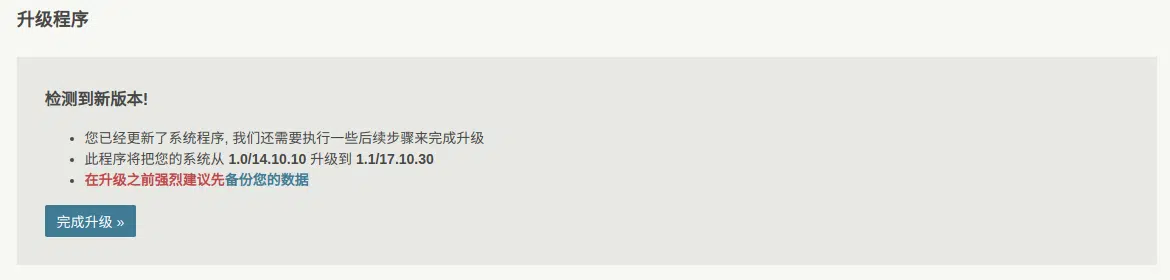 升级程序
检测到新版本!
您已经更新了系统程序, 我们还需要执行一些后续步骤来完成升级
此程序将把您的系统从 1.0/14.10.10 升级到 1.1/17.10.30
在升级之前强烈建议先备份您的数据
完成升级 »